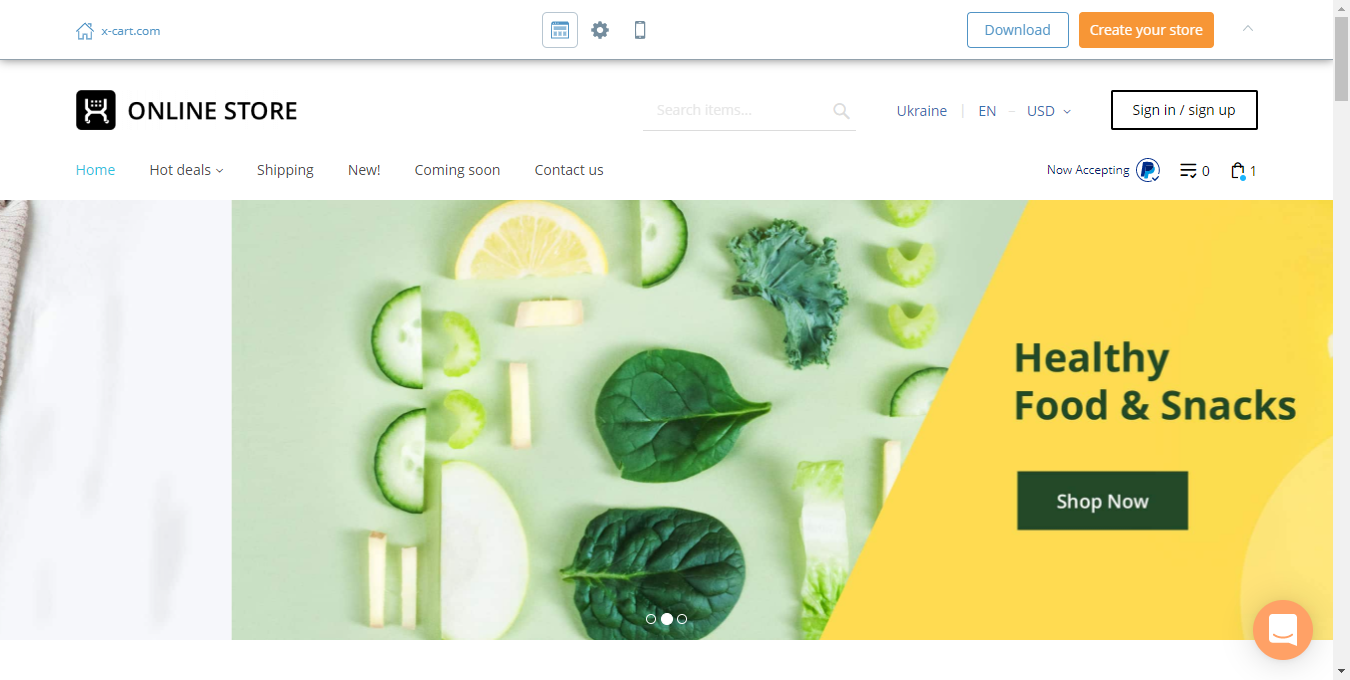 x-cart.com
Download
Create your store
ONLINE STORE
Search items...
Ukraine
EN
USD
Sign in / sign up
Home
Hot deals
Shipping
New!
Coming soon
Contact us
Now Accepting
0
1
Healthy
Food & Snacks
Shop Now